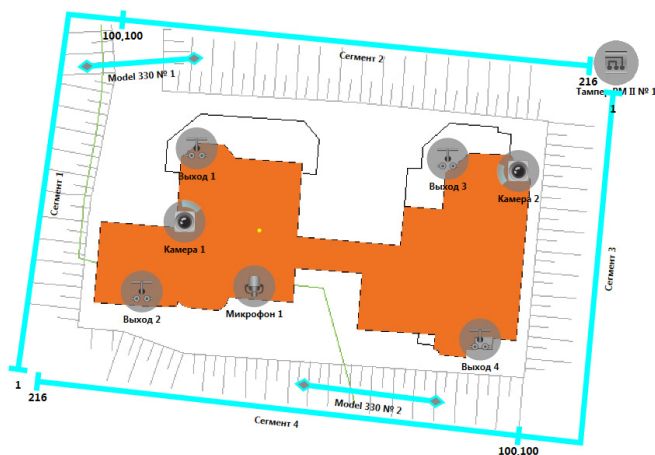 100,100
Сегмент 2
Model 330 № 1
216
Тампер РМ II № 1
1
Выход 1
Выход 3
Камера 2
Сегмент 1
Камера 1
Сегмент 3
Выход 2
Микрофон 1
Выход 4
1
216
Model 330 № 2
Сегмент 4
100,100